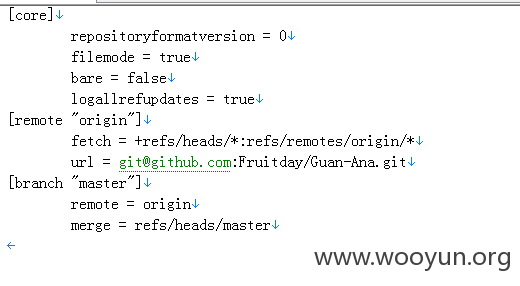 [core]
repositoryformatversion = 0
filemode = true
bare = false
logallrefupdates = true
[remote "origin"]
fetch = +refs/heads/*:refs/remotes/origin/*
url = git@github.com:Fruitday/Guan-Ana.git
[branch "master"]
remote = origin
merge = refs/heads/master
www.wooyun.org